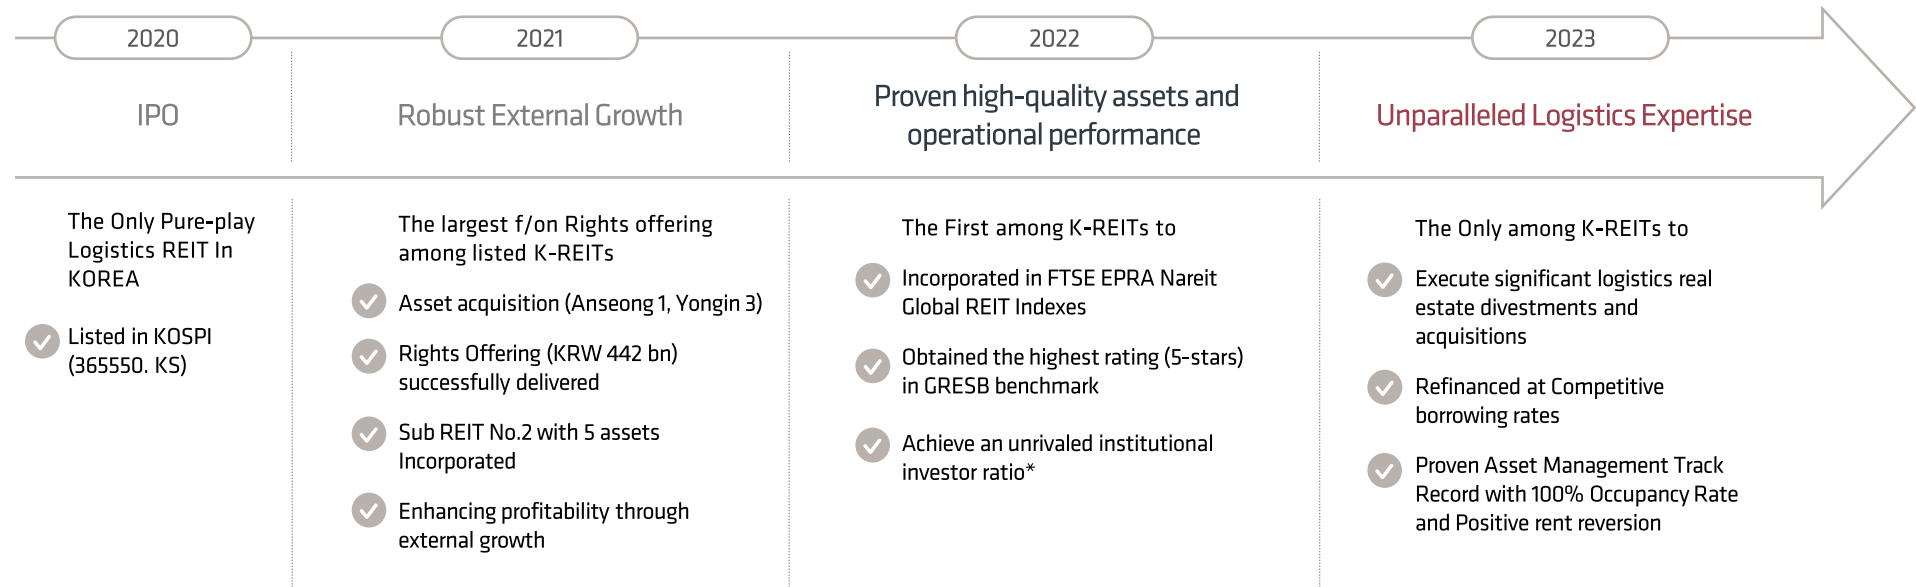 2020
IPO
The Only Pure-play
Logistics REIT In
KOREA
Listed in KOSPI
(365550. KS)
2021
Robust External Growth
The largest f/on Rights offering
among listed K-REITs
Asset acquisition (Anseong 1, Yongin 3)
Rights Offering (KRW 442 bn)
successfully delivered
Sub REIT No.2 with 5 assets
Incorporated
Enhancing profitability through
external growth
2022
Proven high-quality assets and
operational performance
The First among K-REITs to
Incorporated in FTSE EPRA Nareit
Global REIT Indexes
Obtained the highest rating (5-stars)
in GRESB benchmark
Achieve an unrivaled institutional
investor ratio*
2023
Unparalleled Logistics Expertise
The Only among K-REITs to
Execute significant logistics real
estate divestments and
acquisitions
Refinanced at Competitive
borrowing rates
Proven Asset Management Track
Record with 100% Occupancy Rate
and Positive rent reversion